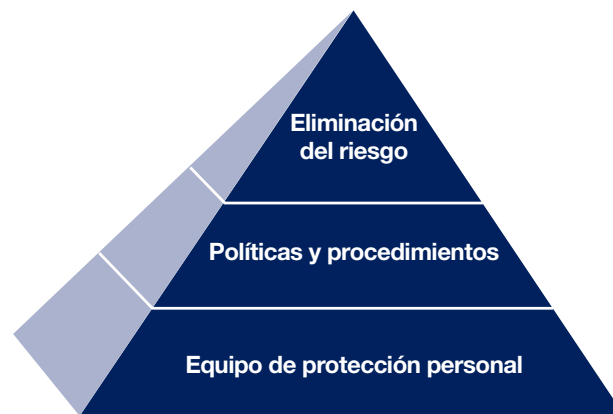 Eliminación
del riesgo
Políticas y procedimientos
Equipo de protección personal